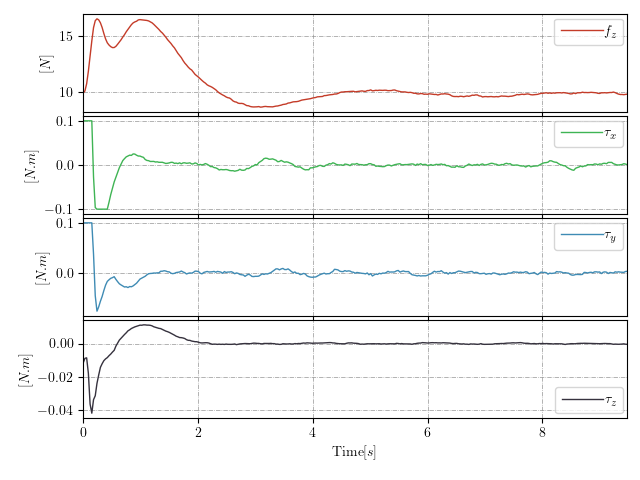 15
10
[N]
f_z
0.1
0.0
−0.1
[N.m]
τ_x
0.1
0.0
[N.m]
τ_y
0.00
−0.02
−0.04
[N.m]
τ_z
0 2 4 6 8
Time[s]